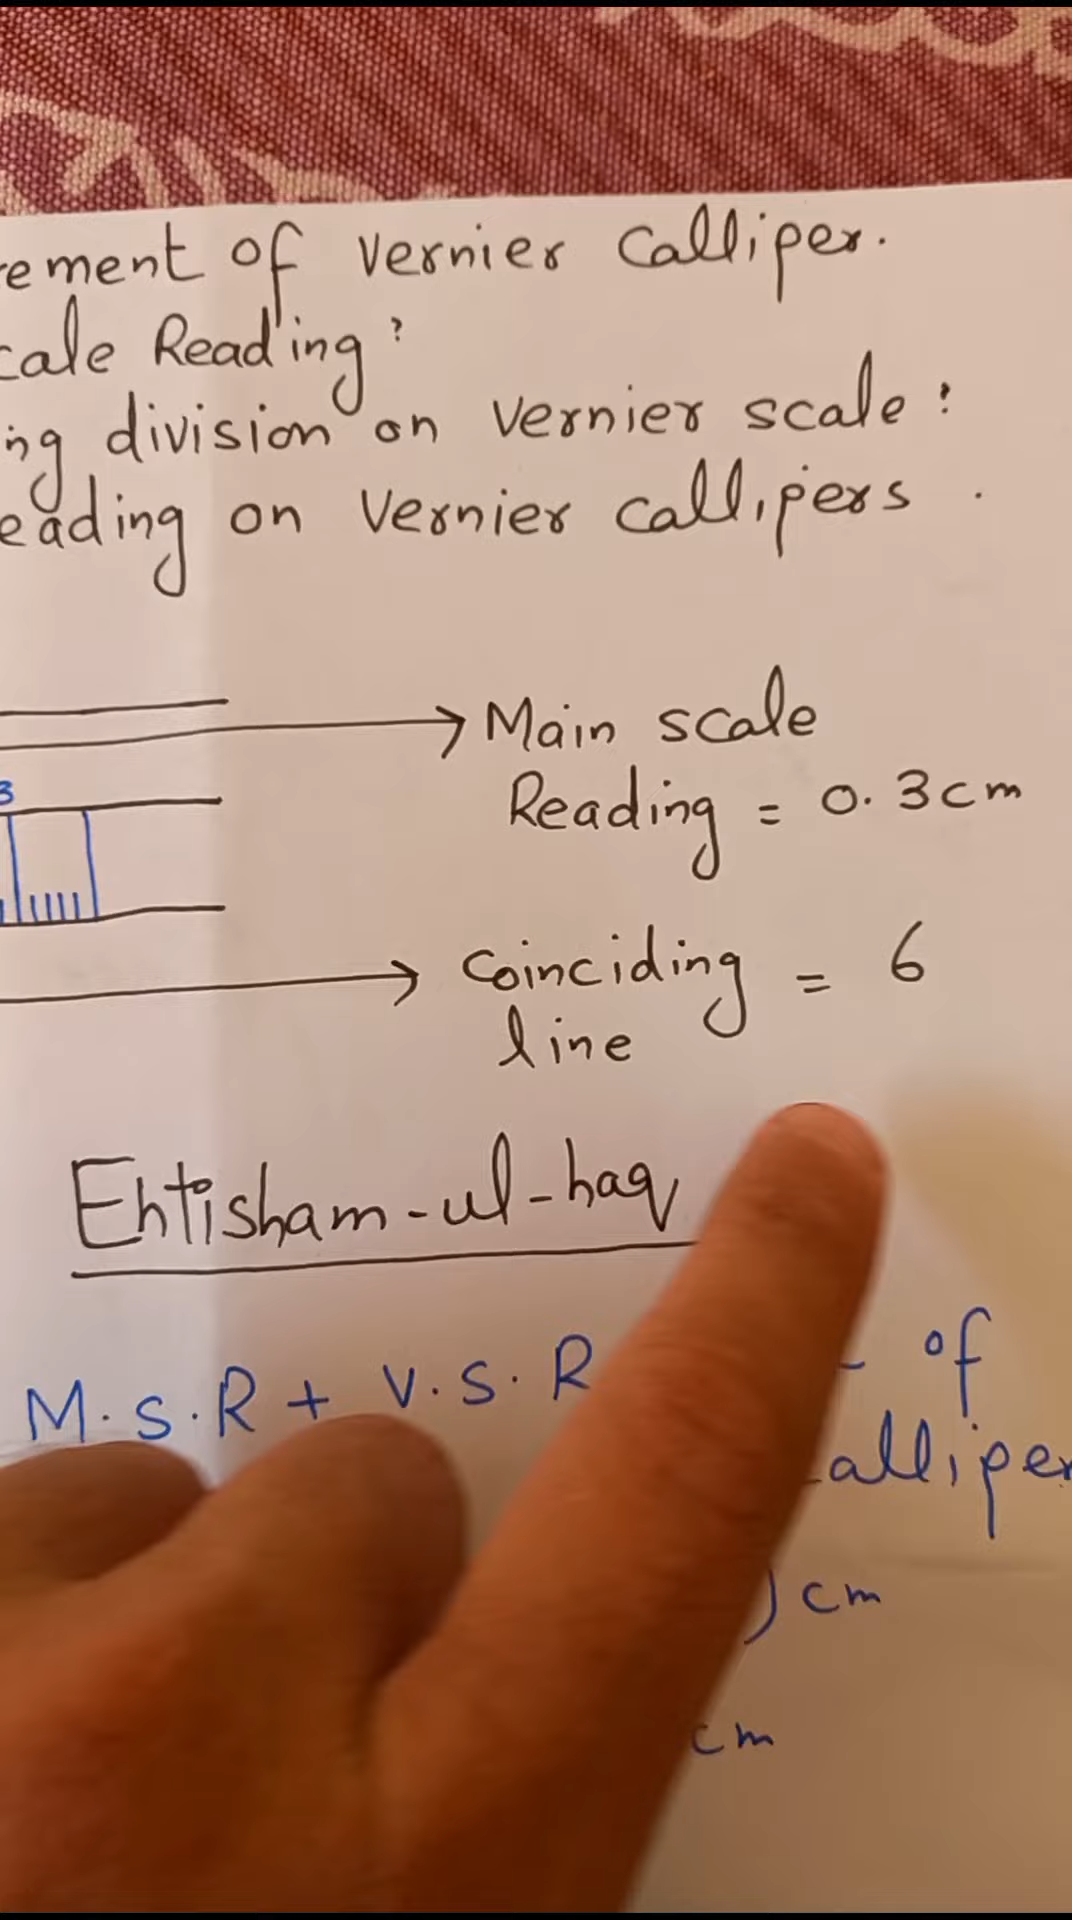 ement of vernier Calliper.
cale Reading?
ng division on vernier scale:
eading on Vernier callipers.
→ Main scale
3
Reading = 0.3cm
→ Coinciding = 6
line
Ehtisham-ul-haq
M.S.R + V.S.R of
alliper
) cm
cm